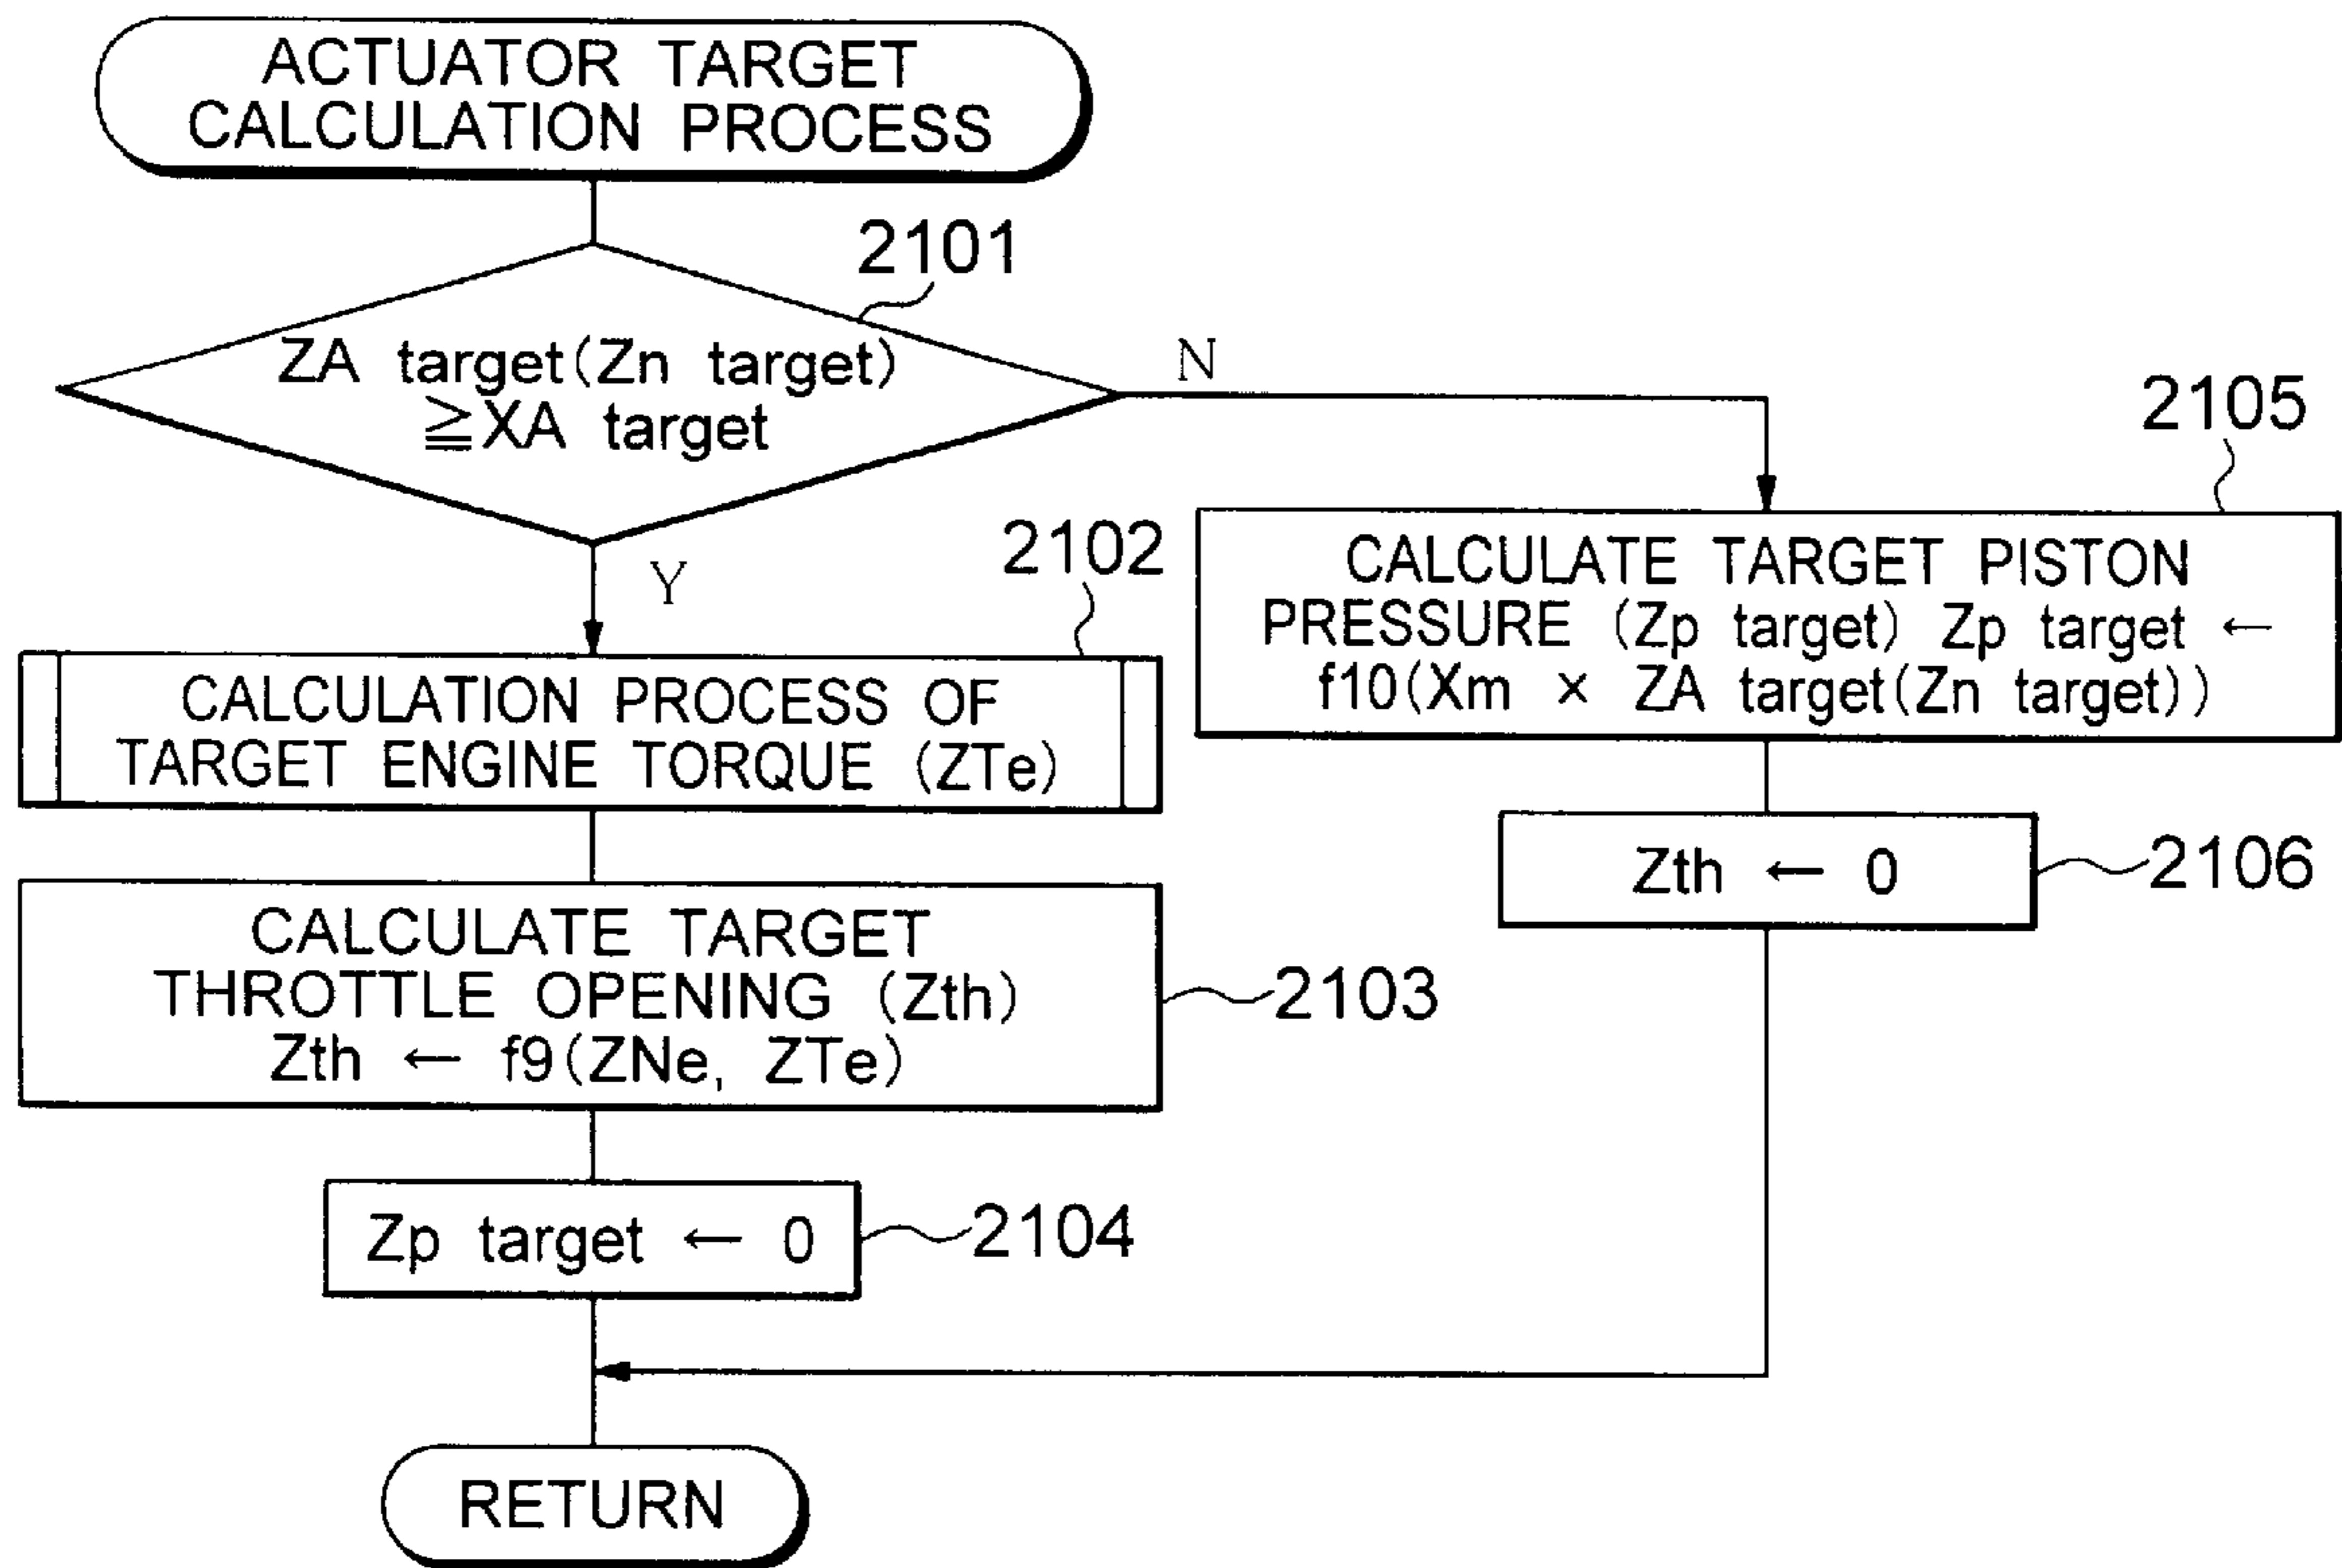 ACTUATOR TARGET
CALCULATION PROCESS
2101
ZA target(Zn target)
≧XA target
N
Y
2102
CALCULATION PROCESS OF
TARGET ENGINE TORQUE (ZTe)
CALCULATE TARGET
THROTTLE OPENING (Zth)
Zth ← f9(ZNe, ZTe)
2103
Zp target ← 0
2104
2105
CALCULATE TARGET PISTON
PRESSURE (Zp target) Zp target ←
f10(Xm × ZA target(Zn target))
Zth ← 0
2106
RETURN